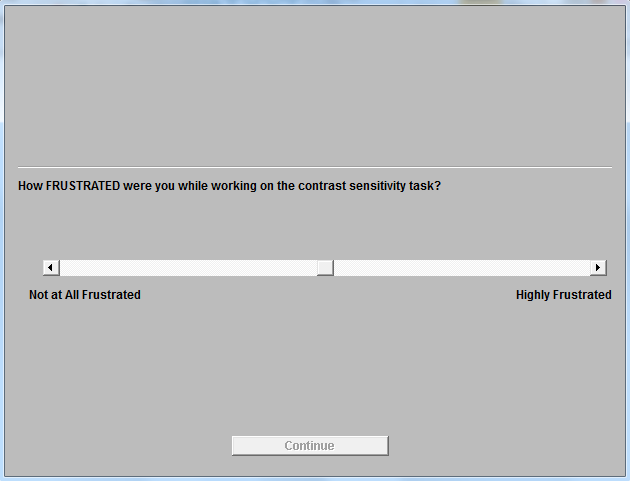 How FRUSTRATED were you while working on the contrast sensitivity task?
Not at All Frustrated
Highly Frustrated
Continue